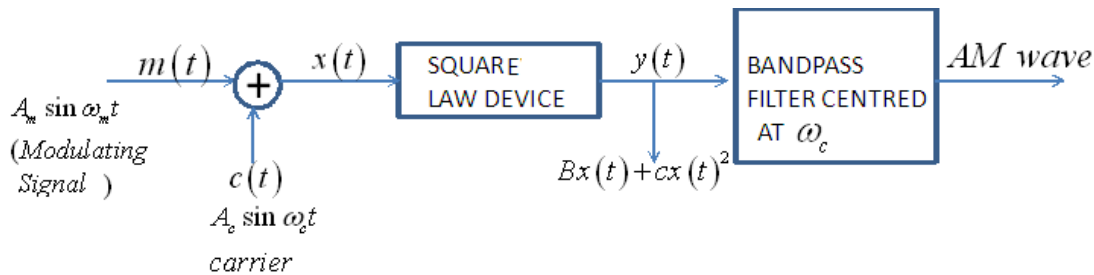 m(t)
x(t)
SQUARE
LAW DEVICE
y(t)
BANDPASS
FILTER CENTRED
AT ω_c
AM wave
+
A_m sin ω_m t
(Modulating
Signal )
c(t)
A_c sin ω_c t
carrier
Bx(t)+cx(t)²